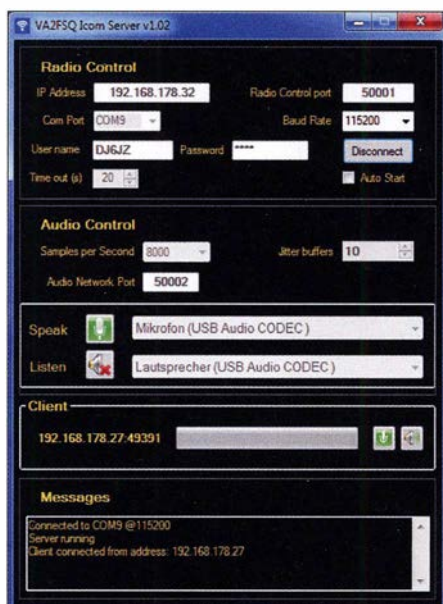 VA2FSQ Icom Server v1.02
Radio Control
IP Address 192.168.178.32 Radio Control port 50001
Com Port COM9 Baud Rate 115200
User name DJ6JZ Password **** Disconnect
Time out (s) 20 Auto Start
Audio Control
Samples per Second 8000 Jitter buffers 10
Audio Network Port 50002
Speak Mikrofon (USB Audio CODEC )
Listen Lautsprecher (USB Audio CODEC )
Client
192.168.178.27:49391
Messages
Connected to COM9 @115200
Server running
Client connected from address: 192.168.178.27